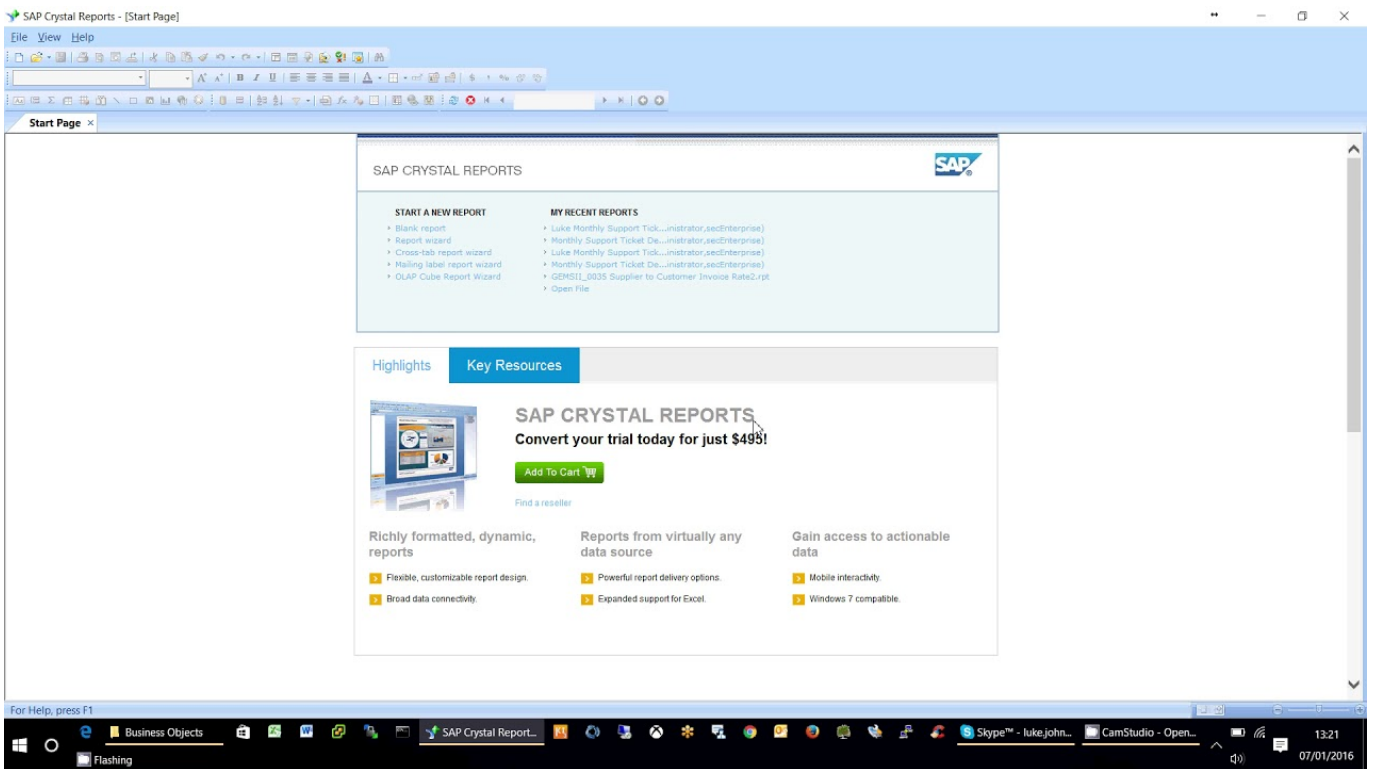 SAP Crystal Reports - [Start Page]
File View Help
Start Page ×
SAP CRYSTAL REPORTS
SAP
START A NEW REPORT
Blank report
Report wizard
Cross-tab report wizard
Mailing label report wizard
OLAP Cube Report Wizard
MY RECENT REPORTS
Luke Monthly Support Tick...inistrator,secEnterprise)
Monthly Support Ticket De...inistrator,secEnterprise)
Luke Monthly Support Tick...inistrator,secEnterprise)
Monthly Support Ticket De...inistrator,secEnterprise)
GEMSII_0035 Supplier to Customer Invoice Rate2.rpt
Open File
Highlights Key Resources
SAP CRYSTAL REPORTS
Convert your trial today for just $495!
Add To Cart
Find a reseller
Richly formatted, dynamic,
reports
Flexible, customizable report design.
Broad data connectivity.
Reports from virtually any
data source
Powerful report delivery options.
Expanded support for Excel.
Gain access to actionable
data
Mobile interactivity.
Windows 7 compatible.
For Help, press F1
Business Objects SAP Crystal Report... Skype™ - luke.john... CamStudio - Open... 13:21
Flashing 07/01/2016